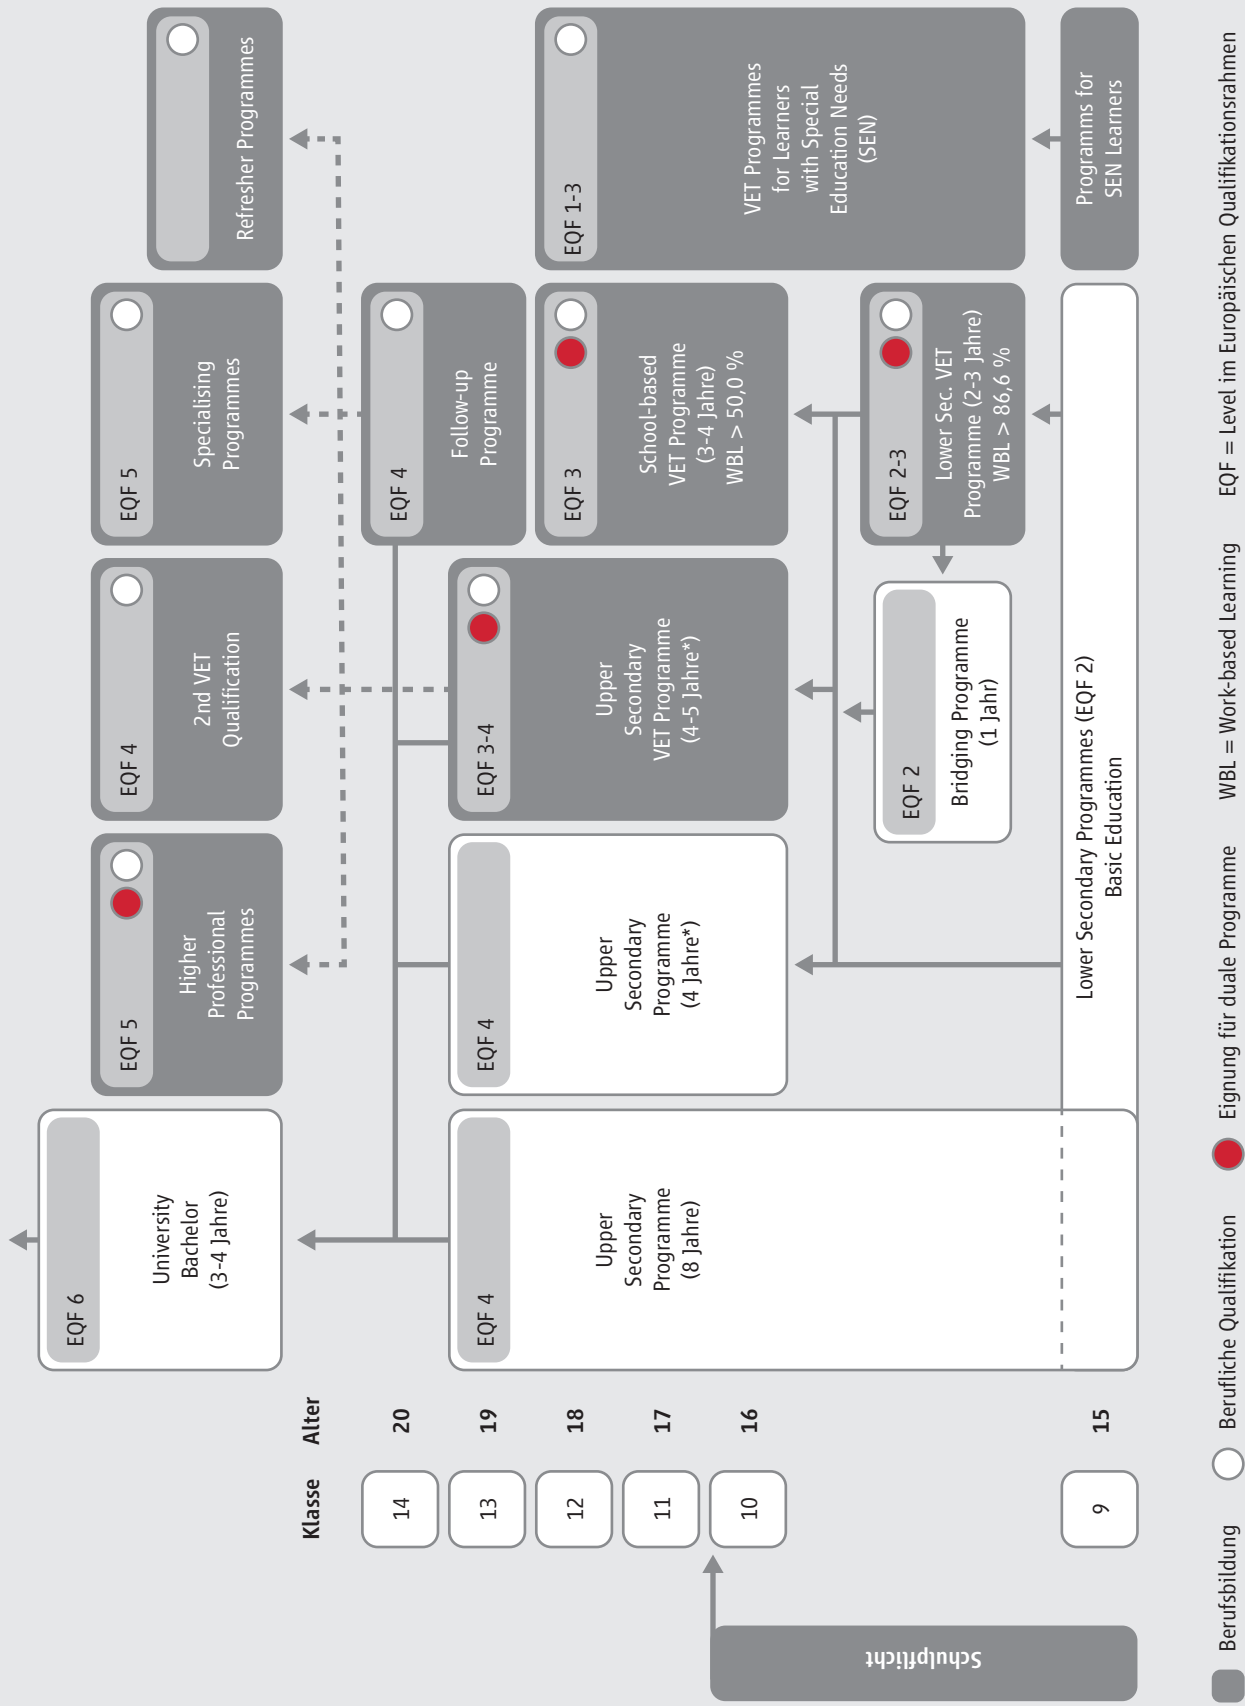 Klasse
Alter
14
20
13
19
12
18
11
17
10
16
9
15
Schulpflicht
EQF 6
University
Bachelor
(3-4 Jahre)
EQF 5
Higher
Professional
Programmes
EQF 4
2nd VET
Qualification
EQF 5
Specialising
Programmes
Refresher Programmes
EQF 4
Follow-up
Programme
EQF 4
Upper
Secondary
Programme
(8 Jahre)
EQF 4
Upper
Secondary
Programme
(4 Jahre*)
EQF 3-4
Upper
Secondary
VET Programme
(4-5 Jahre*)
EQF 3
School-based
VET Programme
(3-4 Jahre)
WBL > 50,0 %
EQF 1-3
VET Programmes
for Learners
with Special
Education Needs
(SEN)
EQF 2
Bridging Programme
(1 Jahr)
EQF 2-3
Lower Sec. VET
Programme (2-3 Jahre)
WBL > 86,6 %
Lower Secondary Programmes (EQF 2)
Basic Education
Programms for
SEN Learners
Berufsbildung
Berufliche Qualifikation
Eignung für duale Programme
WBL = Work-based Learning
EQF = Level im Europäischen Qualifikationsrahmen